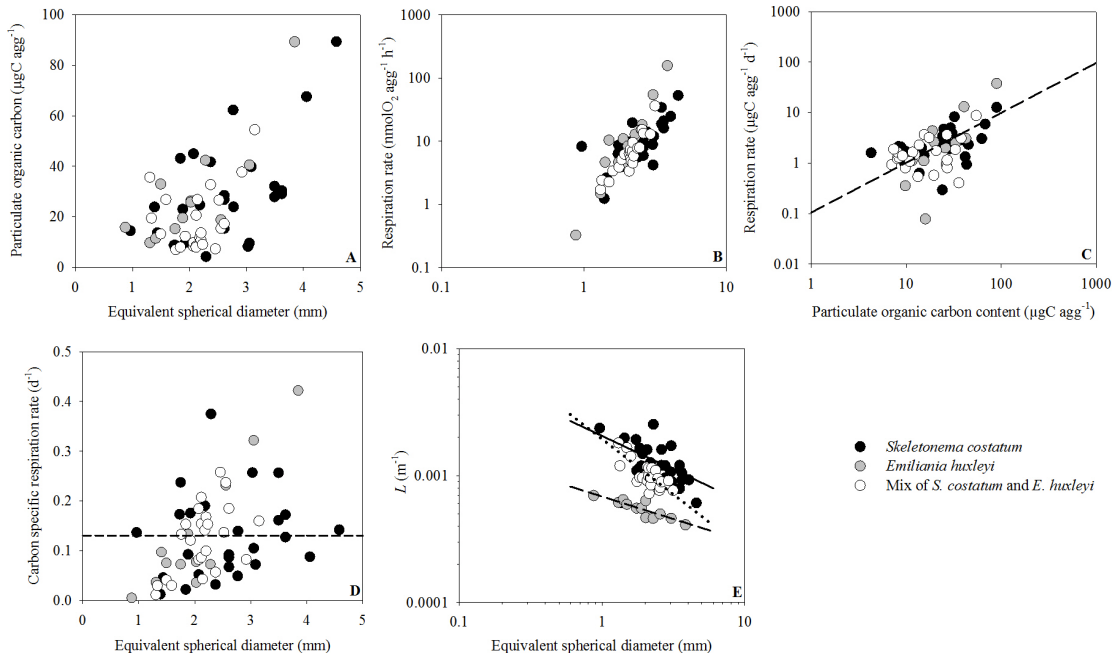 Particulate organic carbon (µgC agg⁻¹)
100
80
60
40
20
0
0
1
2
3
4
5
A
Equivalent spherical diameter (mm)
Respiration rate (nmolO₂ agg⁻¹ h⁻¹)
1000
100
10
1
0.1
0.1
1
10
B
Equivalent spherical diameter (mm)
Respiration rate (µgC agg⁻¹ d⁻¹)
1000
100
10
1
0.1
0.01
1
10
100
1000
C
Particulate organic carbon content (µgC agg⁻¹)
Carbon specific respiration rate (d⁻¹)
0.5
0.4
0.3
0.2
0.1
0.0
0
1
2
3
4
5
D
Equivalent spherical diameter (mm)
L (m⁻¹)
0.01
0.001
0.0001
0.1
1
10
E
Equivalent spherical diameter (mm)
Skeletonema costatum
Emiliania huxleyi
Mix of S. costatum and E. huxleyi